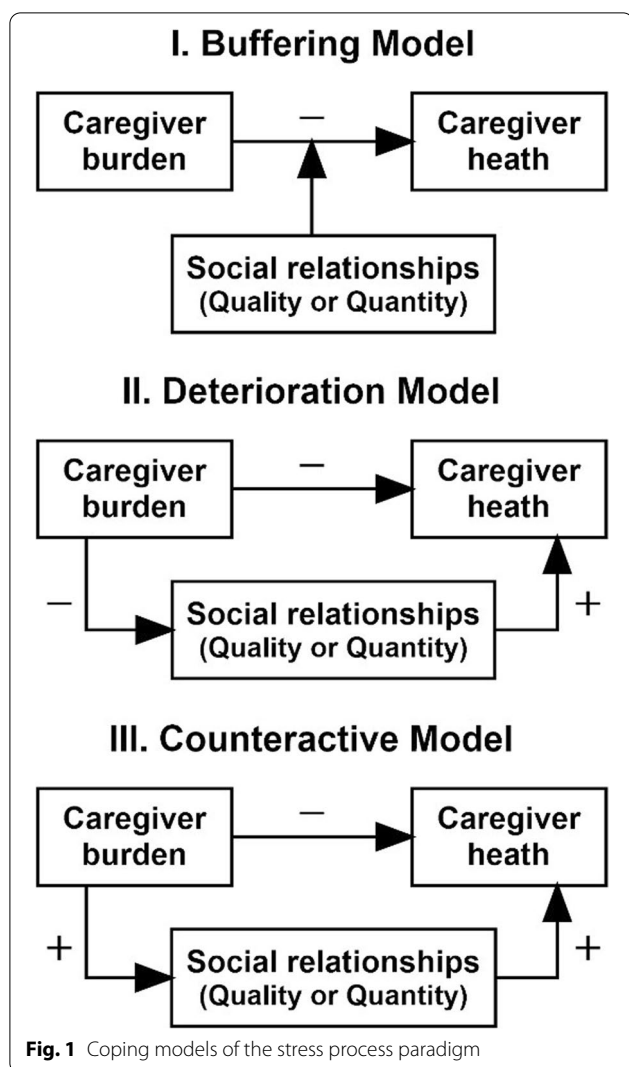 I. Buffering Model
Caregiver
burden
−
Caregiver
heath
Social relationships
(Quality or Quantity)
II. Deterioration Model
Caregiver
burden
−
Caregiver
heath
−
Social relationships
(Quality or Quantity)
+
III. Counteractive Model
Caregiver
burden
−
Caregiver
heath
+
Social relationships
(Quality or Quantity)
+
Fig. 1 Coping models of the stress process paradigm